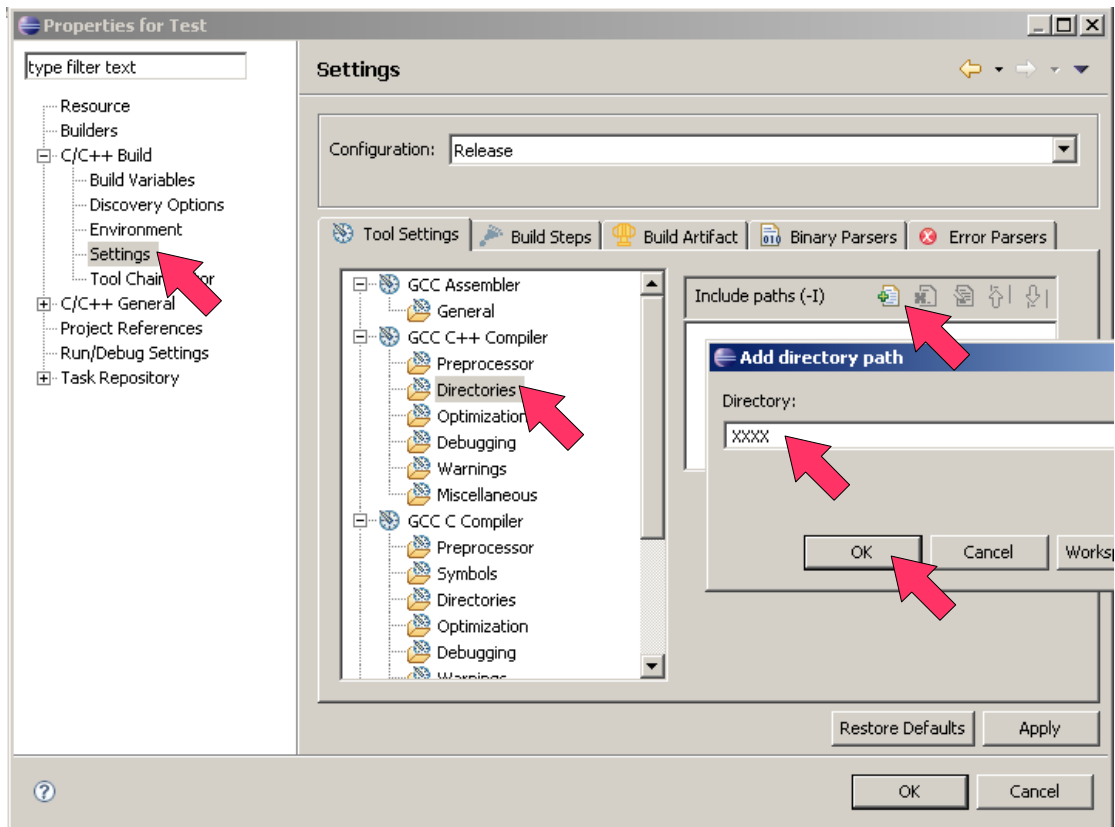 Properties for Test
type filter text
Resource
Builders
C/C++ Build
Build Variables
Discovery Options
Environment
Settings
Tool Chain
C/C++ General
Project References
Run/Debug Settings
Task Repository
Settings
Configuration: Release
Tool Settings Build Steps Build Artifact Binary Parsers Error Parsers
GCC Assembler
General
GCC C++ Compiler
Preprocessor
Directories
Optimization
Debugging
Warnings
Miscellaneous
GCC C Compiler
Preprocessor
Symbols
Directories
Optimization
Debugging
Warnings
Include paths (-I)
Add directory path
Directory:
XXXX
OK Cancel Worksp
Restore Defaults Apply
OK Cancel